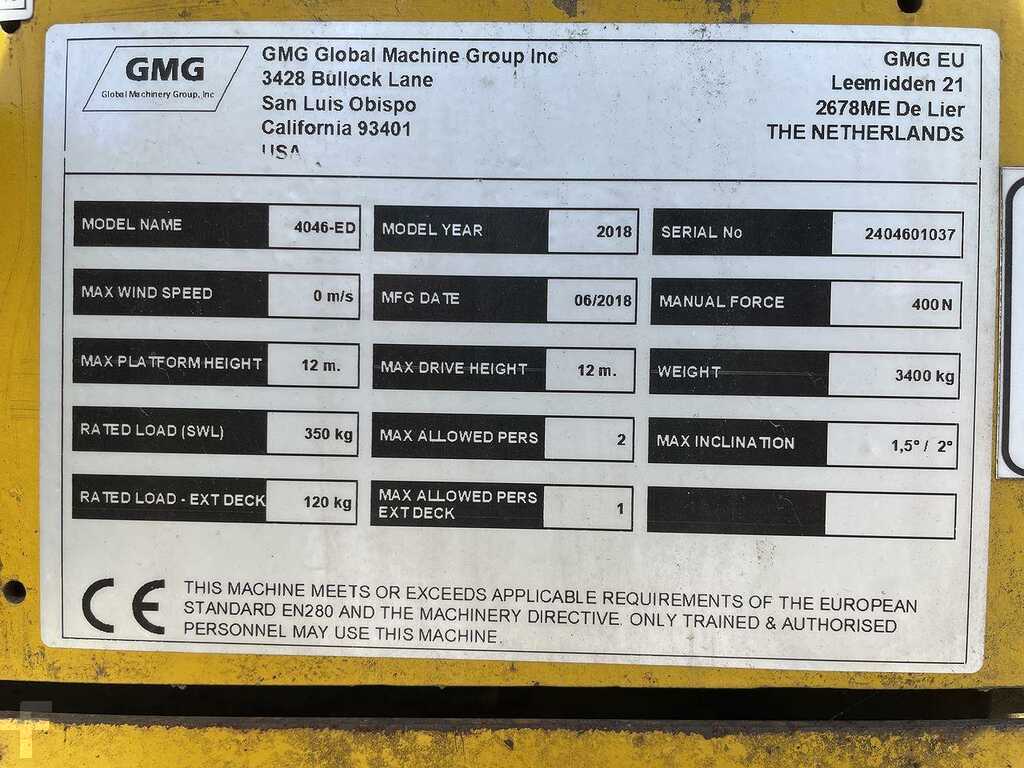 GMG
Global Machinery Group, Inc
GMG Global Machine Group Inc
3428 Bullock Lane
San Luis Obispo
California 93401
USA
GMG EU
Leemidden 21
2678ME De Lier
THE NETHERLANDS
MODEL NAME 4046-ED MODEL YEAR 2018 SERIAL No 2404601037
MAX WIND SPEED 0 m/s MFG DATE 06/2018 MANUAL FORCE 400 N
MAX PLATFORM HEIGHT 12 m. MAX DRIVE HEIGHT 12 m. WEIGHT 3400 kg
RATED LOAD (SWL) 350 kg MAX ALLOWED PERS 2 MAX INCLINATION 1,5° / 2°
RATED LOAD - EXT DECK 120 kg MAX ALLOWED PERS EXT DECK 1
CE
THIS MACHINE MEETS OR EXCEEDS APPLICABLE REQUIREMENTS OF THE EUROPEAN
STANDARD EN280 AND THE MACHINERY DIRECTIVE. ONLY TRAINED & AUTHORISED
PERSONNEL MAY USE THIS MACHINE.